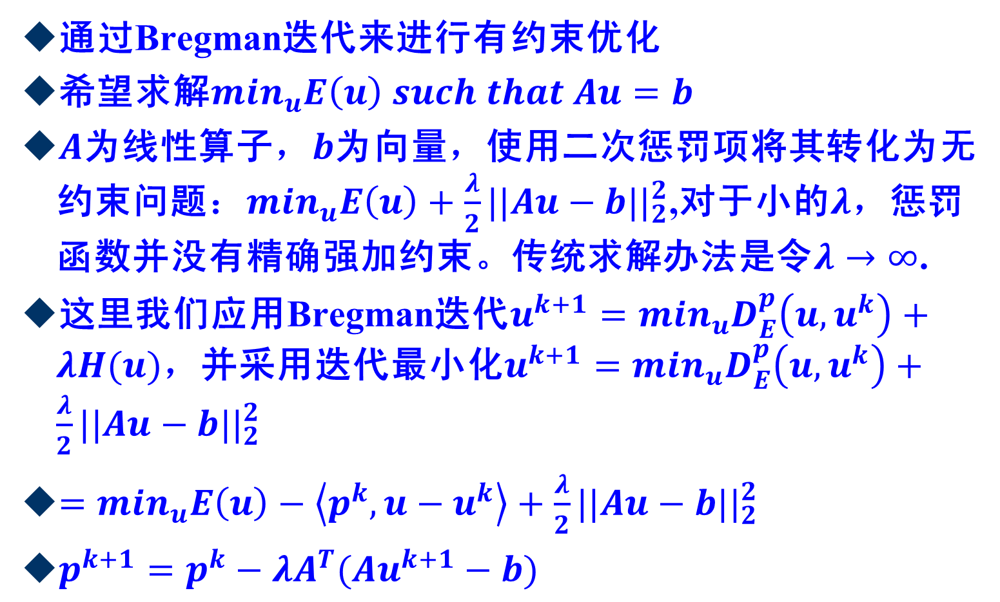 ◆通过Bregman迭代来进行有约束优化
◆希望求解$min_u E(u)\ such\ that\ Au = b$
◆$A$为线性算子，$b$为向量，使用二次惩罚项将其转化为无
约束问题：$min_u E(u) + \frac{\lambda}{2}||Au - b||_2^2$,对于小的$\lambda$，惩罚
函数并没有精确强加约束。传统求解办法是令$\lambda \to \infty$.
◆这里我们应用Bregman迭代$u^{k+1} = min_u D_E^p(u, u^k) +$
$\lambda H(u)$，并采用迭代最小化$u^{k+1} = min_u D_E^p(u, u^k) +$
$\frac{\lambda}{2}||Au - b||_2^2$
◆$= min_u E(u) - \langle p^k, u - u^k \rangle + \frac{\lambda}{2}||Au - b||_2^2$
◆$p^{k+1} = p^k - \lambda A^T(Au^{k+1} - b)$